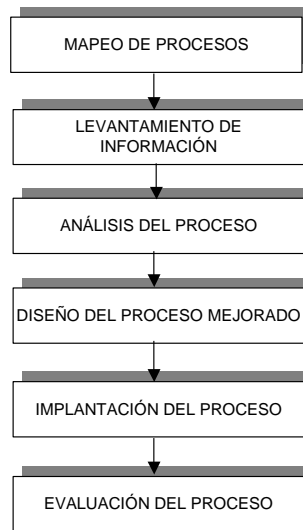 MAPEO DE PROCESOS
LEVANTAMIENTO DE
INFORMACIÓN
ANÁLISIS DEL PROCESO
DISEÑO DEL PROCESO MEJORADO
IMPLANTACIÓN DEL PROCESO
EVALUACIÓN DEL PROCESO